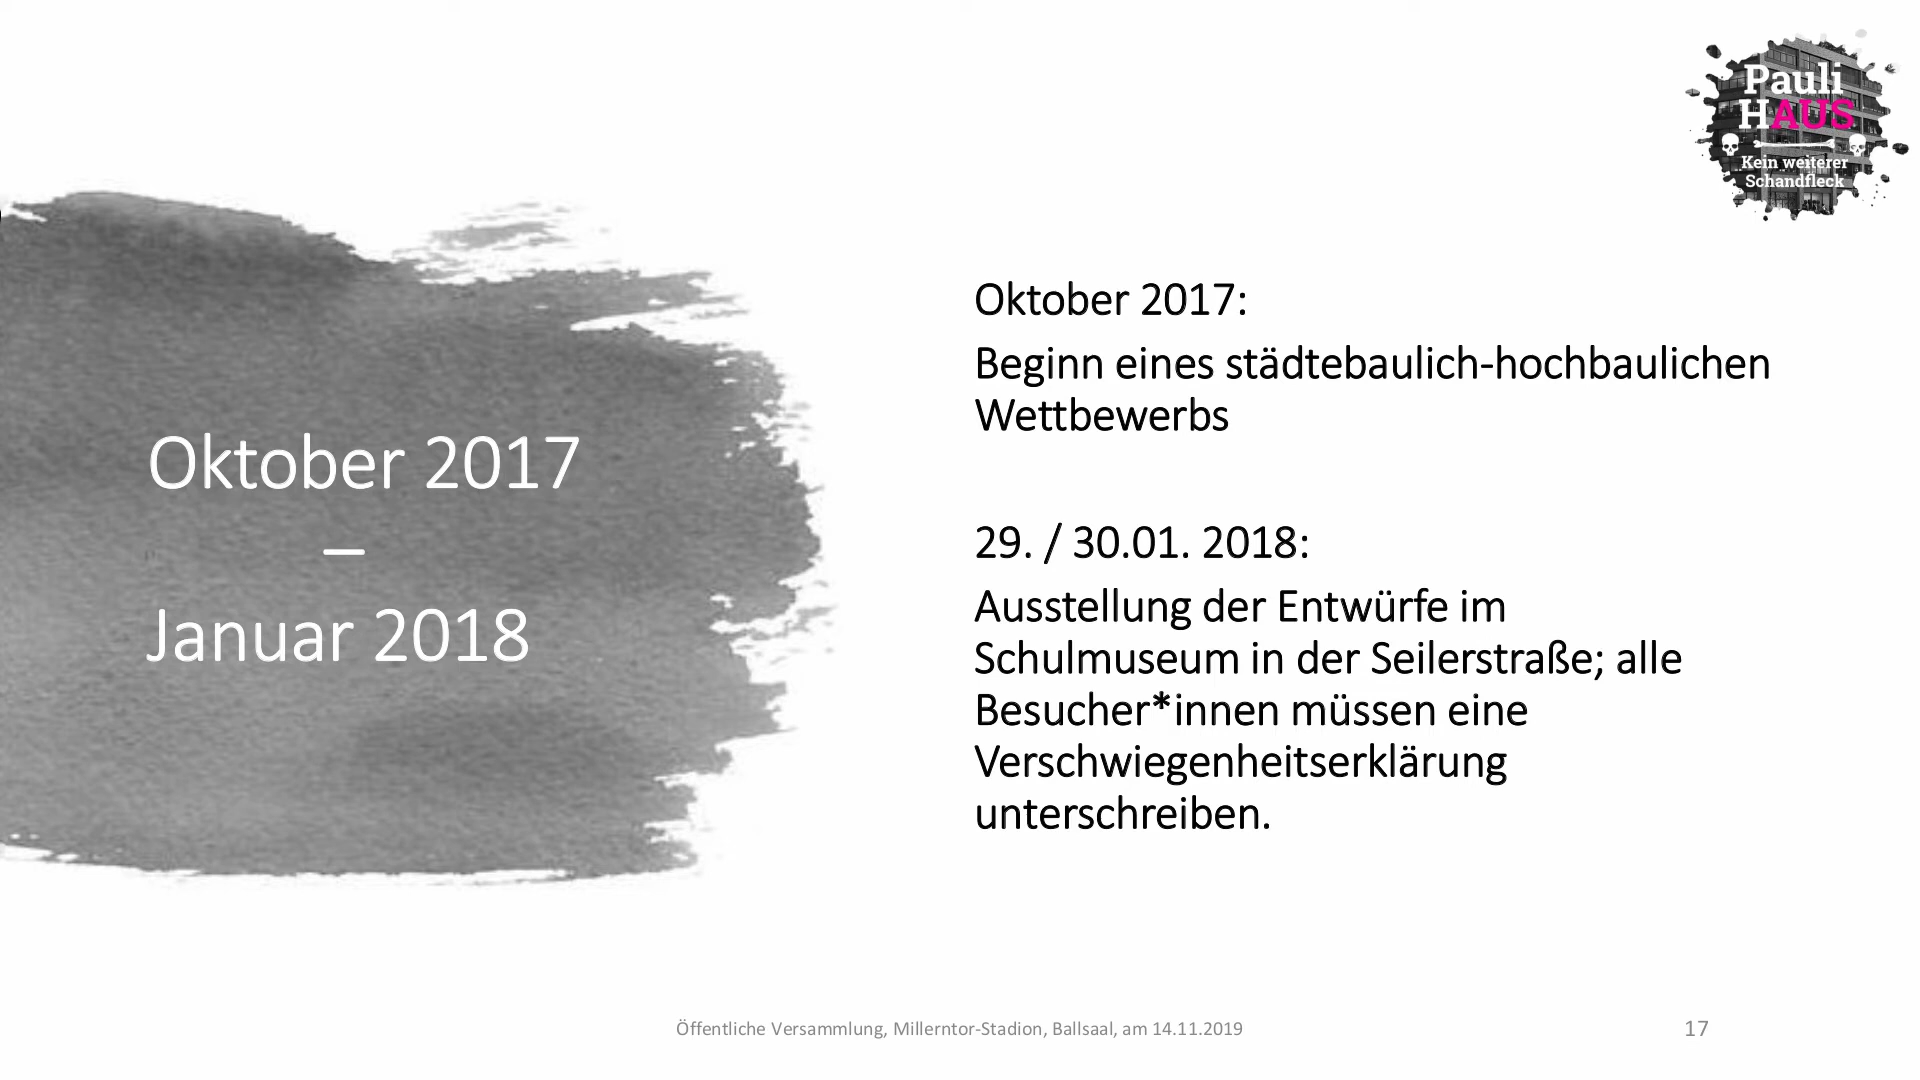 Pauli
HAUS
Kein weiterer
Schandfleck
Oktober 2017
–
Januar 2018
Oktober 2017:
Beginn eines städtebaulich-hochbaulichen
Wettbewerbs
29. / 30.01. 2018:
Ausstellung der Entwürfe im
Schulmuseum in der Seilerstraße; alle
Besucher*innen müssen eine
Verschwiegenheitserklärung
unterschreiben.
Öffentliche Versammlung, Millerntor-Stadion, Ballsaal, am 14.11.2019
17